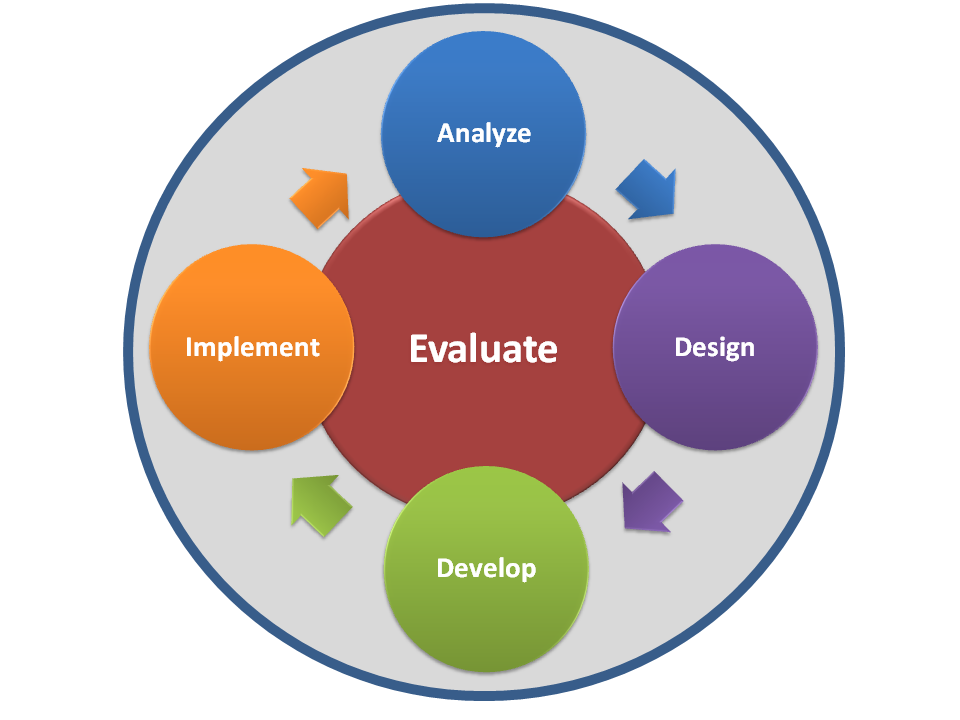 Analyze
Implement
Evaluate
Design
Develop